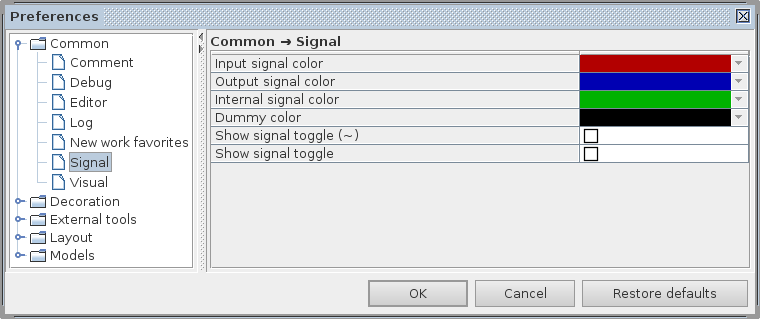 Preferences
Common
Comment
Debug
Editor
Log
New work favorites
Signal
Visual
Decoration
External tools
Layout
Models
Common → Signal
Input signal color
Output signal color
Internal signal color
Dummy color
Show signal toggle (~)
Show signal toggle
OK
Cancel
Restore defaults